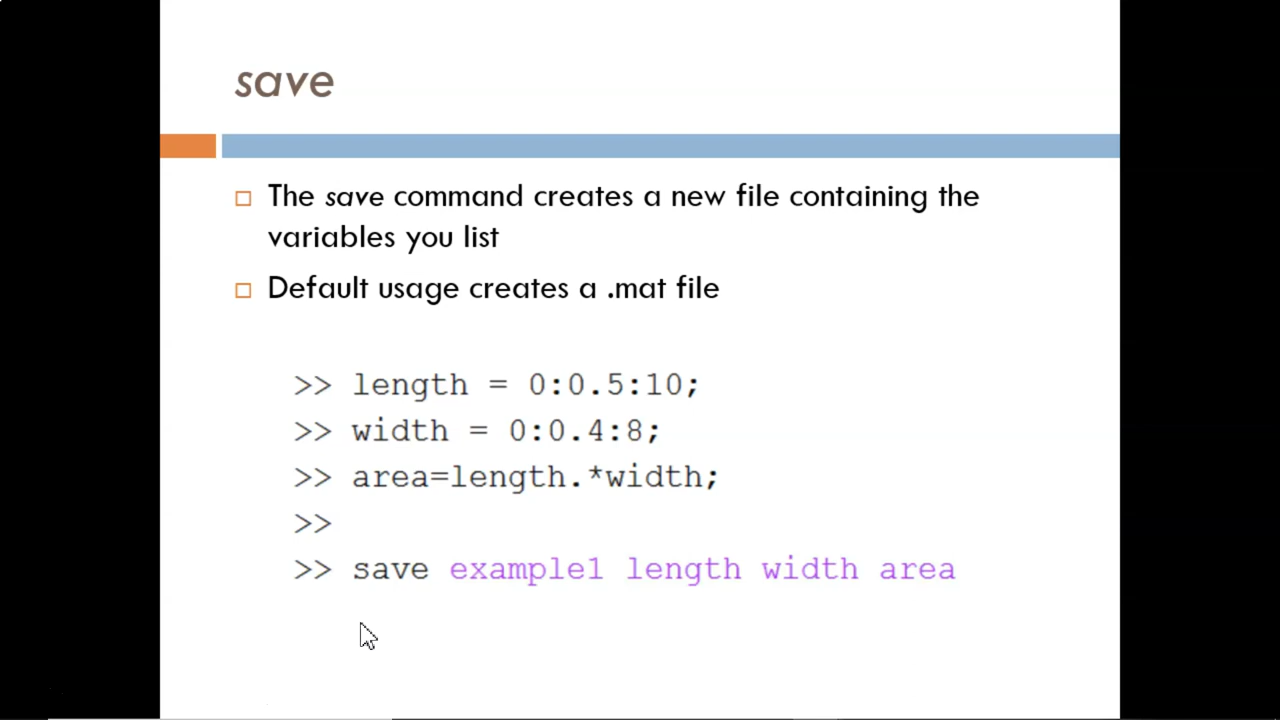 save
The save command creates a new file containing the
variables you list
Default usage creates a .mat file
>> length = 0:0.5:10;
>> width = 0:0.4:8;
>> area=length.*width;
>>
>> save example1 length width area